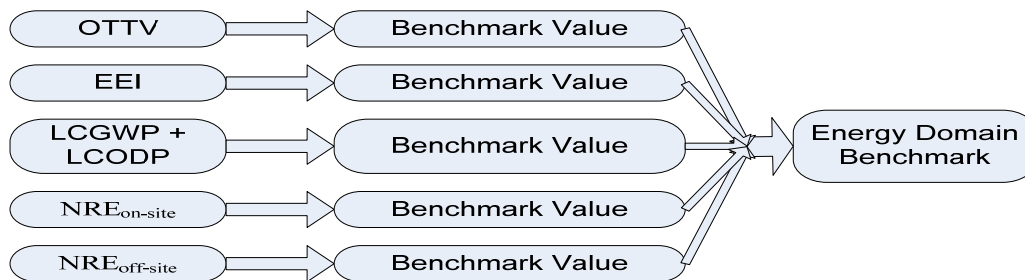 OTTV
Benchmark Value
EEI
Benchmark Value
LCGWP +
LCODP
Benchmark Value
NREon-site
Benchmark Value
NREoff-site
Benchmark Value
Energy Domain
Benchmark